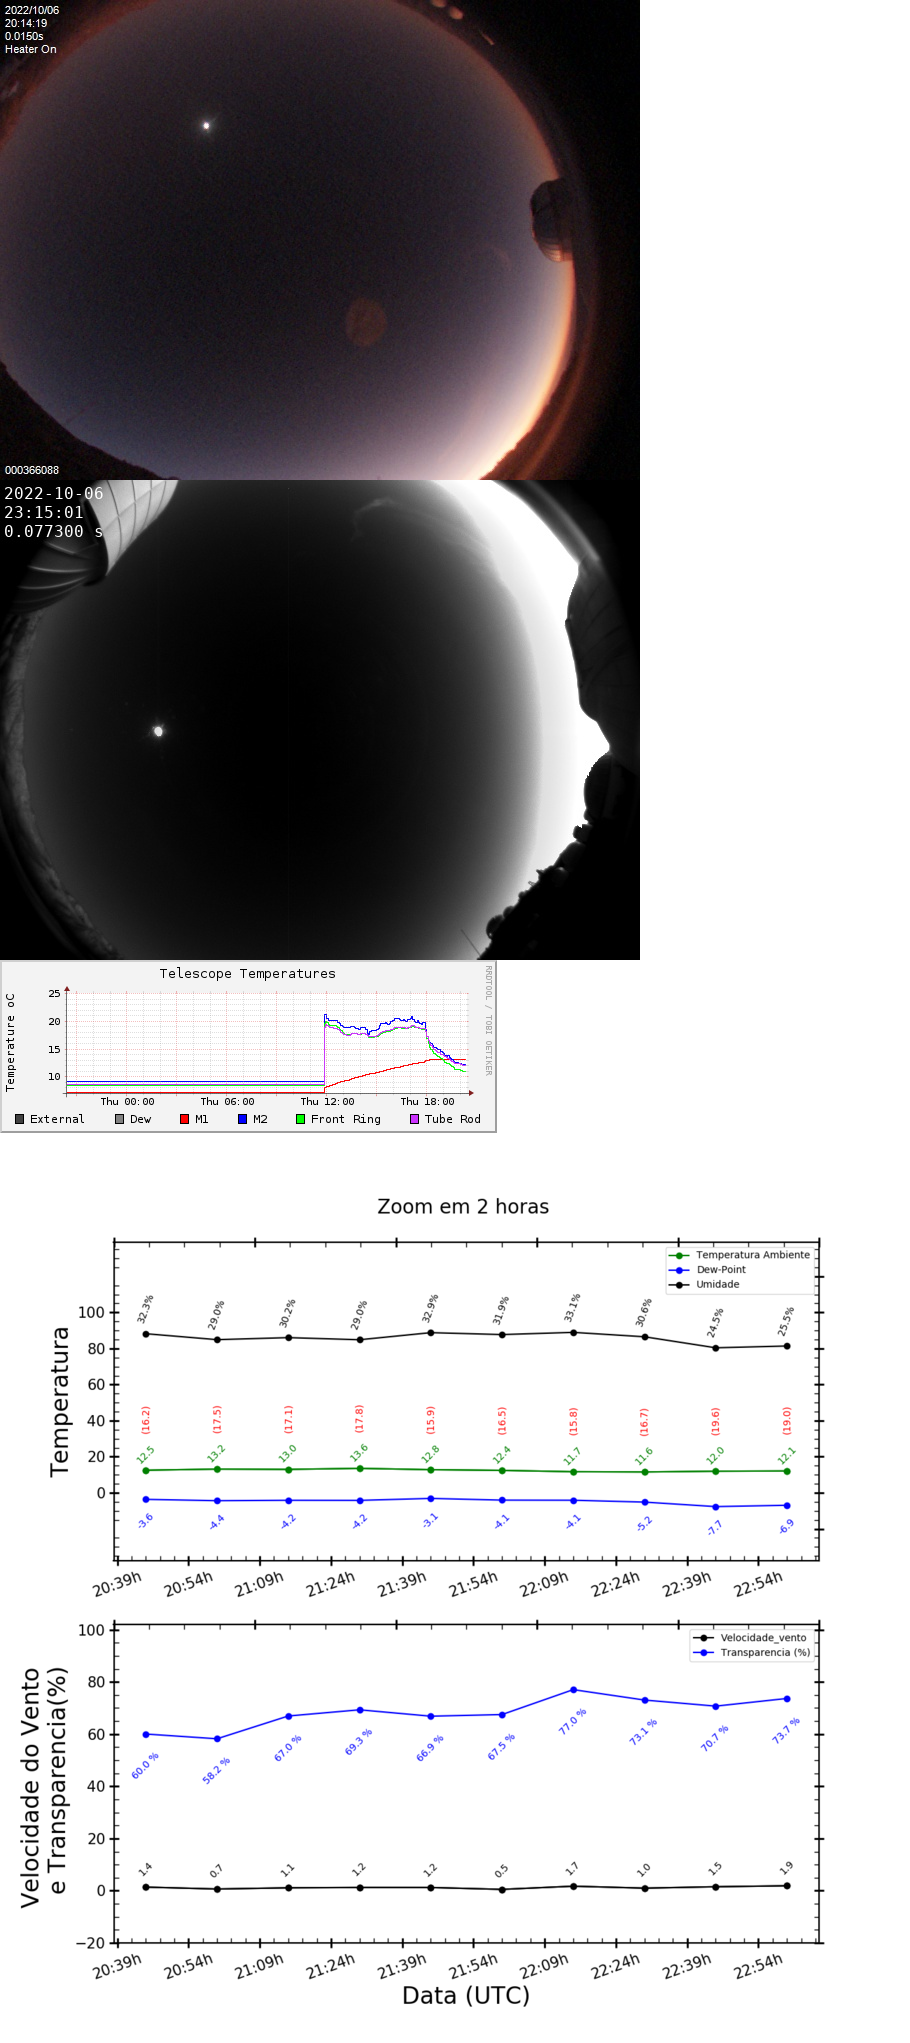 2022/10/06
20:14:19
0.0150s
Heater On
000366088
2022-10-06
23:15:01
0.077300 s
Telescope Temperatures
RRDTOOL / TOBI OETIKER
Temperature oC
25
20
15
10
Thu 00:00 Thu 06:00 Thu 12:00 Thu 18:00
External Dew M1 M2 Front Ring Tube Rod
Zoom em 2 horas
Temperatura
Temperatura Ambiente
Dew-Point
Umidade
100
80
60
40
20
0
32.3% 29.0% 30.2% 29.0% 32.9% 31.9% 33.1% 30.6% 24.5% 25.5%
(16.2) (17.5) (17.1) (17.8) (15.9) (16.5) (15.8) (16.7) (19.6) (19.0)
12.5 13.2 13.0 13.6 12.8 12.4 11.7 11.6 12.0 12.1
-3.6 -4.4 -4.2 -4.2 -3.1 -4.1 -4.1 -5.2 -7.7 -6.9
20:39h 20:54h 21:09h 21:24h 21:39h 21:54h 22:09h 22:24h 22:39h 22:54h
Velocidade do Vento
e Transparencia(%)
Velocidade_vento
Transparencia (%)
100
80
60
40
20
0
−20
60.0 % 58.2 % 67.0 % 69.3 % 66.9 % 67.5 % 77.0 % 73.1 % 70.7 % 73.7 %
1.4 0.7 1.1 1.2 1.2 0.5 1.7 1.0 1.5 1.9
20:39h 20:54h 21:09h 21:24h 21:39h 21:54h 22:09h 22:24h 22:39h 22:54h
Data (UTC)